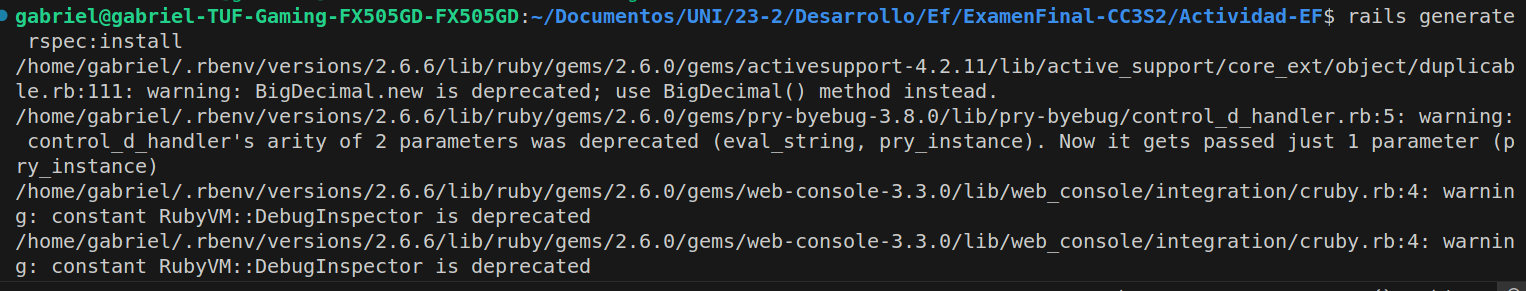 gabriel@gabriel-TUF-Gaming-FX505GD-FX505GD:~/Documentos/UNI/23-2/Desarrollo/Ef/ExamenFinal-CC3S2/Actividad-EF$ rails generate
 rspec:install
/home/gabriel/.rbenv/versions/2.6.6/lib/ruby/gems/2.6.0/gems/activesupport-4.2.11/lib/active_support/core_ext/object/duplicab
le.rb:111: warning: BigDecimal.new is deprecated; use BigDecimal() method instead.
/home/gabriel/.rbenv/versions/2.6.6/lib/ruby/gems/2.6.0/gems/pry-byebug-3.8.0/lib/pry-byebug/control_d_handler.rb:5: warning:
 control_d_handler's arity of 2 parameters was deprecated (eval_string, pry_instance). Now it gets passed just 1 parameter (p
ry_instance)
/home/gabriel/.rbenv/versions/2.6.6/lib/ruby/gems/2.6.0/gems/web-console-3.3.0/lib/web_console/integration/cruby.rb:4: warnin
g: constant RubyVM::DebugInspector is deprecated
/home/gabriel/.rbenv/versions/2.6.6/lib/ruby/gems/2.6.0/gems/web-console-3.3.0/lib/web_console/integration/cruby.rb:4: warnin
g: constant RubyVM::DebugInspector is deprecated